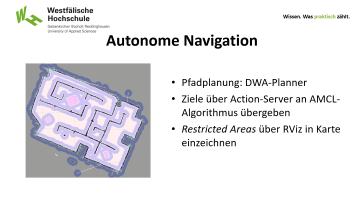 Westfälische
Hochschule
Gelsenkirchen Bocholt Recklinghausen
University of Applied Sciences
Wissen. Was praktisch zählt.
Autonome Navigation
• Pfadplanung: DWA-Planner
• Ziele über Action-Server an AMCL-
Algorithmus übergeben
• Restricted Areas über RViz in Karte
einzeichnen